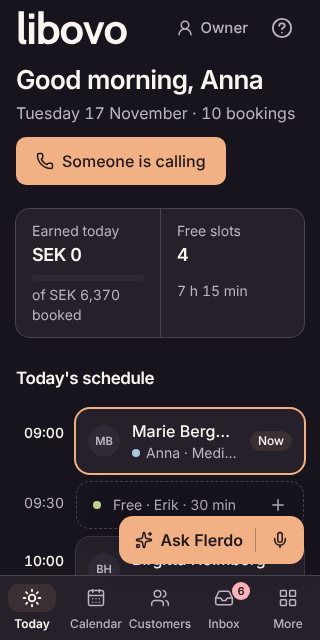 libovo
Owner
Good morning, Anna
Tuesday 17 November · 10 bookings
Someone is calling
Earned today
SEK 0
of SEK 6,370
booked
Free slots
4
7 h 15 min
Today's schedule
09:00
MB
Marie Berg...
Anna · Medi...
Now
09:30
Free · Erik · 30 min
Ask Flerdo
10:00
BH
Birgitta Holmberg
Today
Calendar
Customers
6
Inbox
More